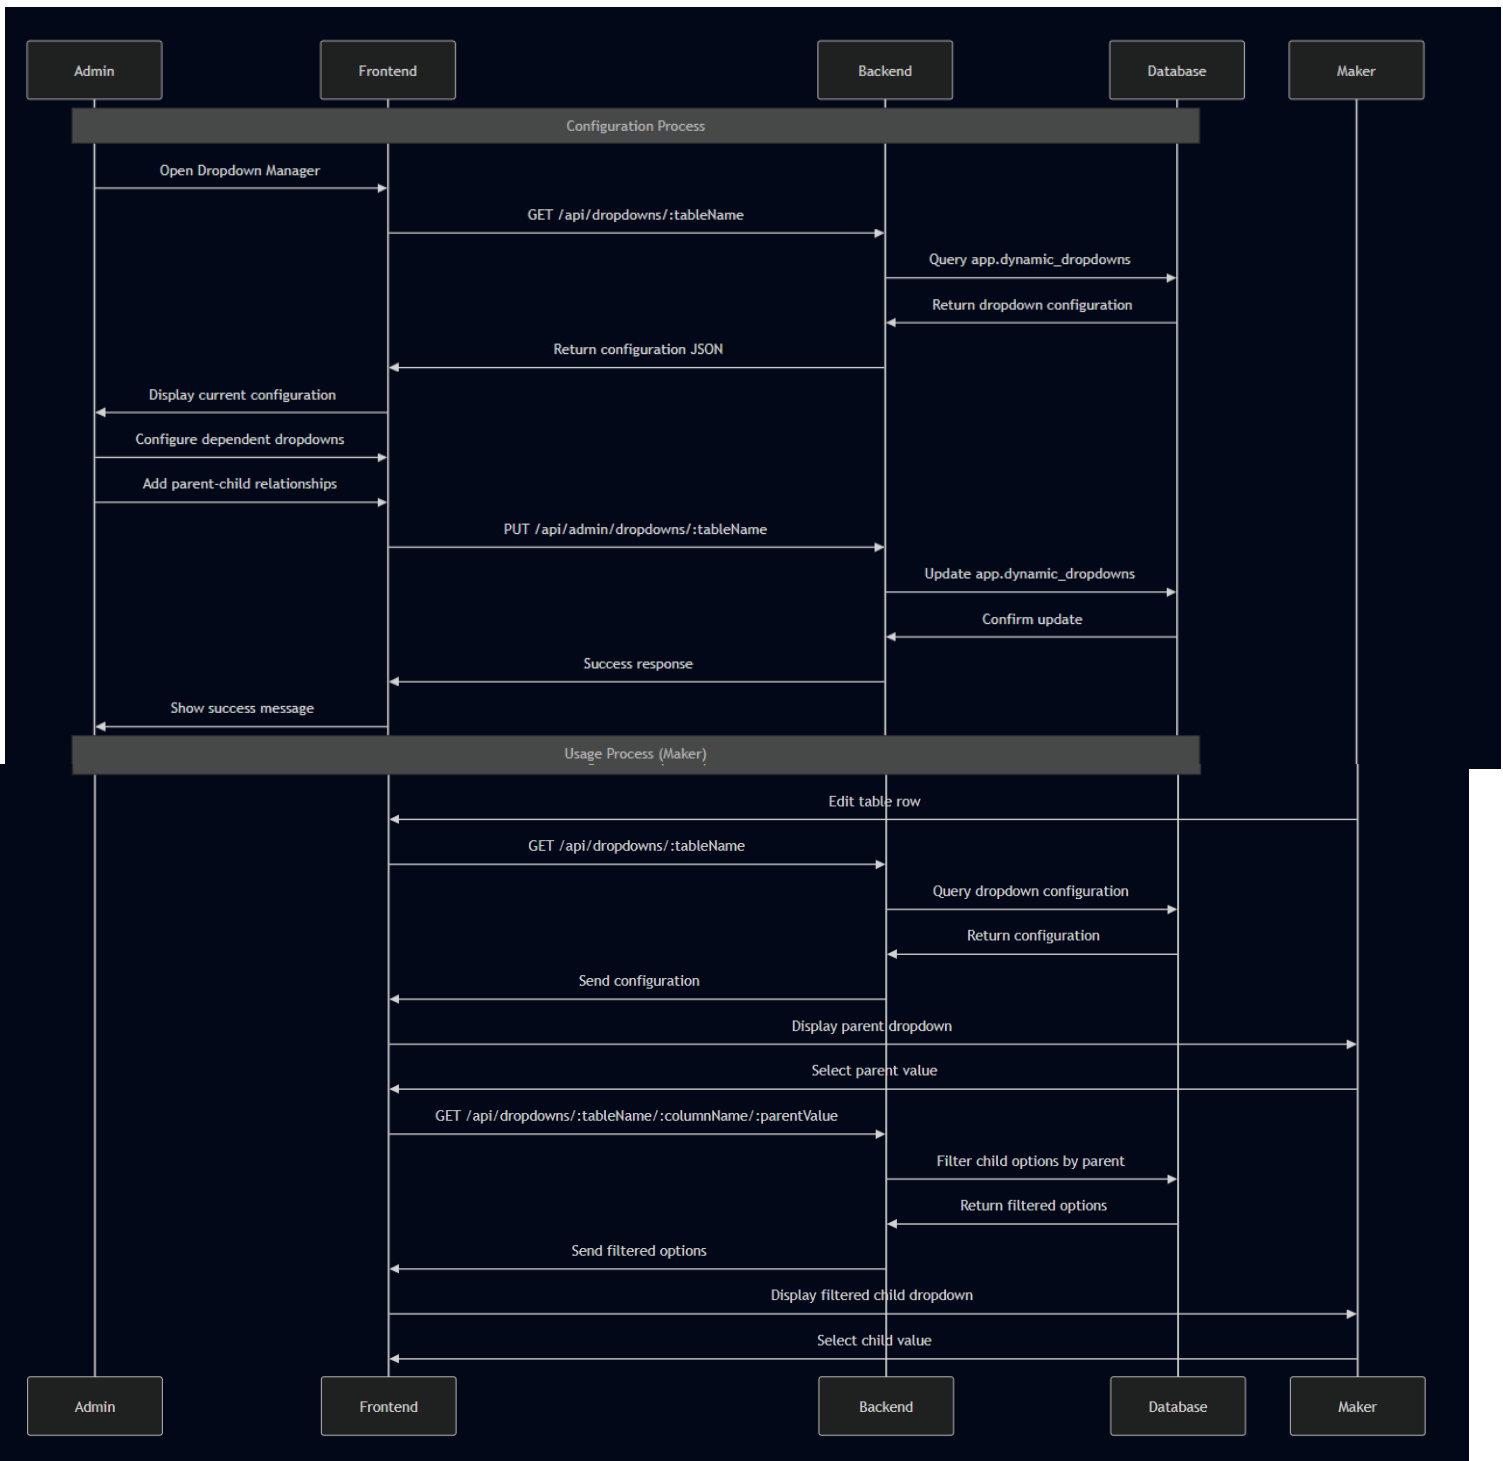 Admin
Frontend
Backend
Database
Maker
Configuration Process
Open Dropdown Manager
GET /api/dropdowns/:tableName
Query app.dynamic_dropdowns
Return dropdown configuration
Return configuration JSON
Display current configuration
Configure dependent dropdowns
Add parent-child relationships
PUT /api/admin/dropdowns/:tableName
Update app.dynamic_dropdowns
Confirm update
Success response
Show success message
Usage Process (Maker)
Edit table row
GET /api/dropdowns/:tableName
Query dropdown configuration
Return configuration
Send configuration
Display parent dropdown
Select parent value
GET /api/dropdowns/:tableName/:columnName/:parentValue
Filter child options by parent
Return filtered options
Send filtered options
Display filtered child dropdown
Select child value
Admin
Frontend
Backend
Database
Maker